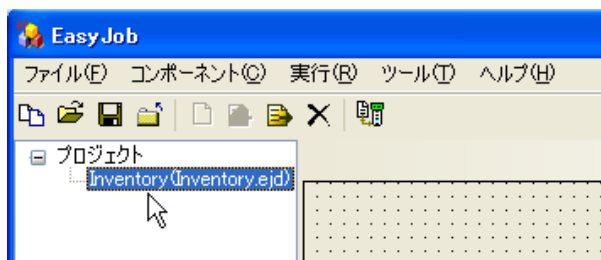 EasyJob
ファイル(F) コンポーネント(C) 実行(R) ツール(T) ヘルプ(H)
プロジェクト
Inventory(Inventory.ejd)